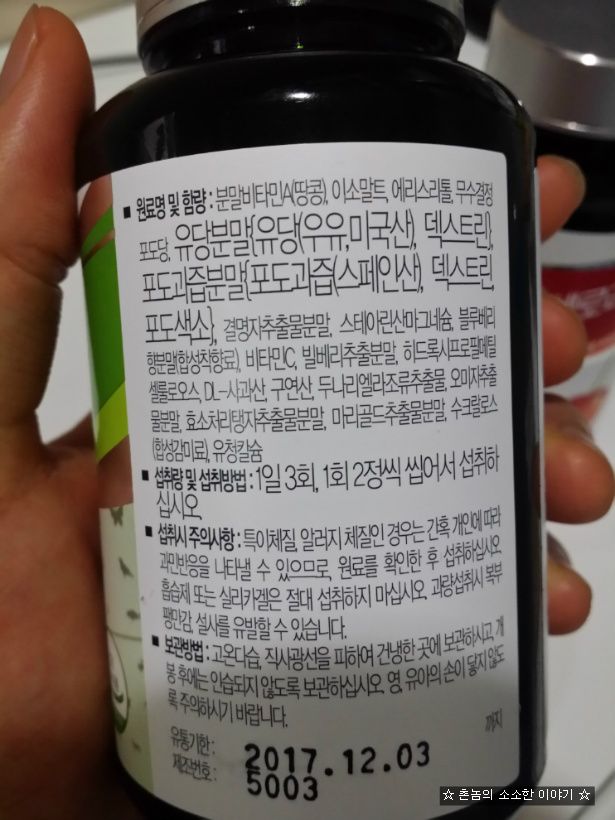 ■ 원료명 및 함량 : 분말비타민A(땅콩), 이소말트, 에리스리톨, 무수결정
포도당, 유당분말{유당(우유,미국산), 덱스트린},
포도과즙분말{포도과즙(스페인산), 덱스트린,
포도색소}, 결명자추출물분말, 스테아린산마그네슘, 블루베리
향분말(합성착향료), 비타민C, 빌베리추출분말, 히드록시프로필메틸
셀룰로오스, DL-사과산, 구연산, 두나리엘라조류추출물, 오미자추출
물분말, 효소처리탱자추출물분말, 마리골드추출물분말, 수크랄로스
(합성감미료), 유청칼슘
■ 섭취량 및 섭취방법 : 1일 3회, 1회 2정씩 씹어서 섭취하
십시오.
■ 섭취시 주의사항 : 특이체질, 알러지 체질인 경우는 간혹 개인에 따라
과민반응을 나타낼 수 있으므로, 원료를 확인한 후 섭취하십시오.
흡습제 또는 실리카겔은 절대 섭취하지 마십시오. 과량섭취시 복부
팽만감, 설사를 유발할 수 있습니다.
■ 보관방법 : 고온다습, 직사광선을 피하여 건냉한 곳에 보관하시고, 개
봉 후에는 인습되지 않도록 보관하십시오. 영, 유아의 손이 닿지 않도
록 주의하시기 바랍니다.
유통기한 : 2017.12.03 까지
제조번호 : 5003
☆ 촌놈의 소소한 이야기 ☆